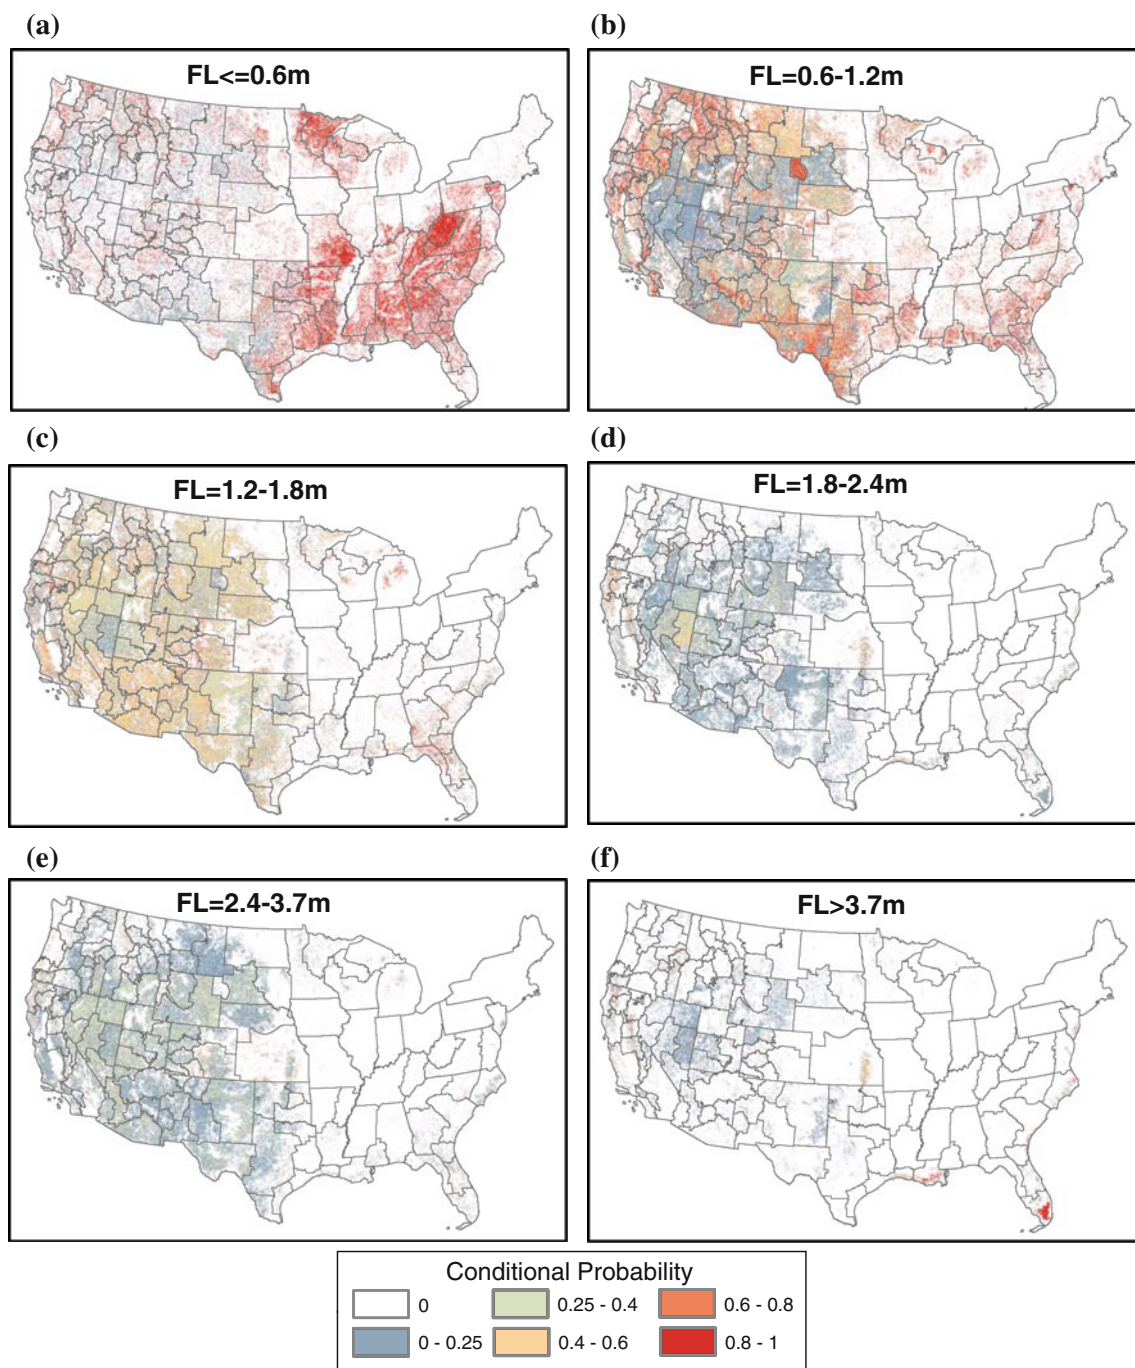 (a)
(b)
FL<=0.6m
FL=0.6-1.2m
(c)
(d)
FL=1.2-1.8m
FL=1.8-2.4m
(e)
(f)
FL=2.4-3.7m
FL>3.7m
Conditional Probability
0
0.25 - 0.4
0.6 - 0.8
0 - 0.25
0.4 - 0.6
0.8 - 1